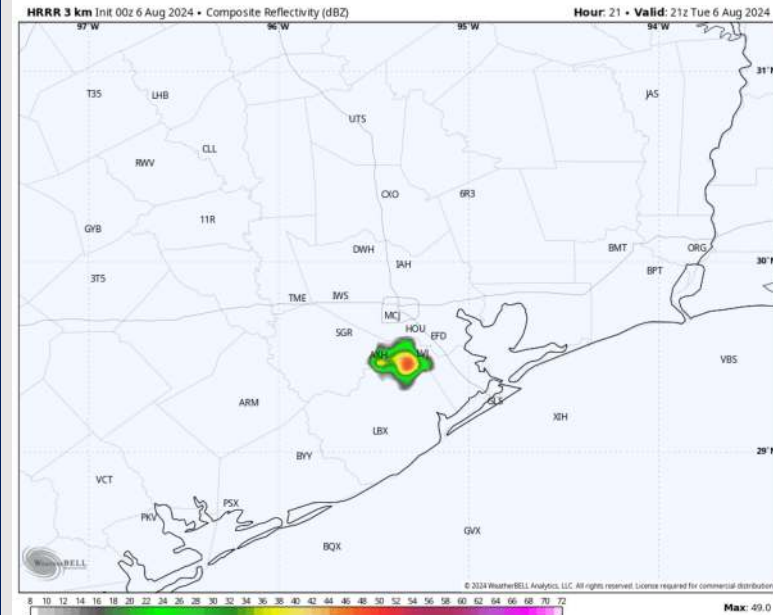 HRRR 3 km Init 00z 6 Aug 2024 • Composite Reflectivity (dBZ) Hour: 21 • Valid: 21z Tue 6 Aug 2024
97°W 96°W 95°W 94°W
31°N
T35 LHB JAS
UTS
CLL
RWV
CXO 6R3
11R
GYB
DWH BMT ORG
IAH 30°N
BPT
3T5
TME IWS
MCJ
SGR HOU EFD
AXH LVJ
VBS
ARM GLS
XIH
LBX
29°N
BYY
VCT
PSX
PKV
GVX
BQX
WeatherBELL
© 2024 WeatherBELL Analytics, LLC. All rights reserved. Licence required for commercial distribution
8 10 12 14 16 18 20 22 24 26 28 30 32 34 36 38 40 42 44 46 48 50 52 54 56 58 60 62 64 66 68 70 72
Max: 49.0